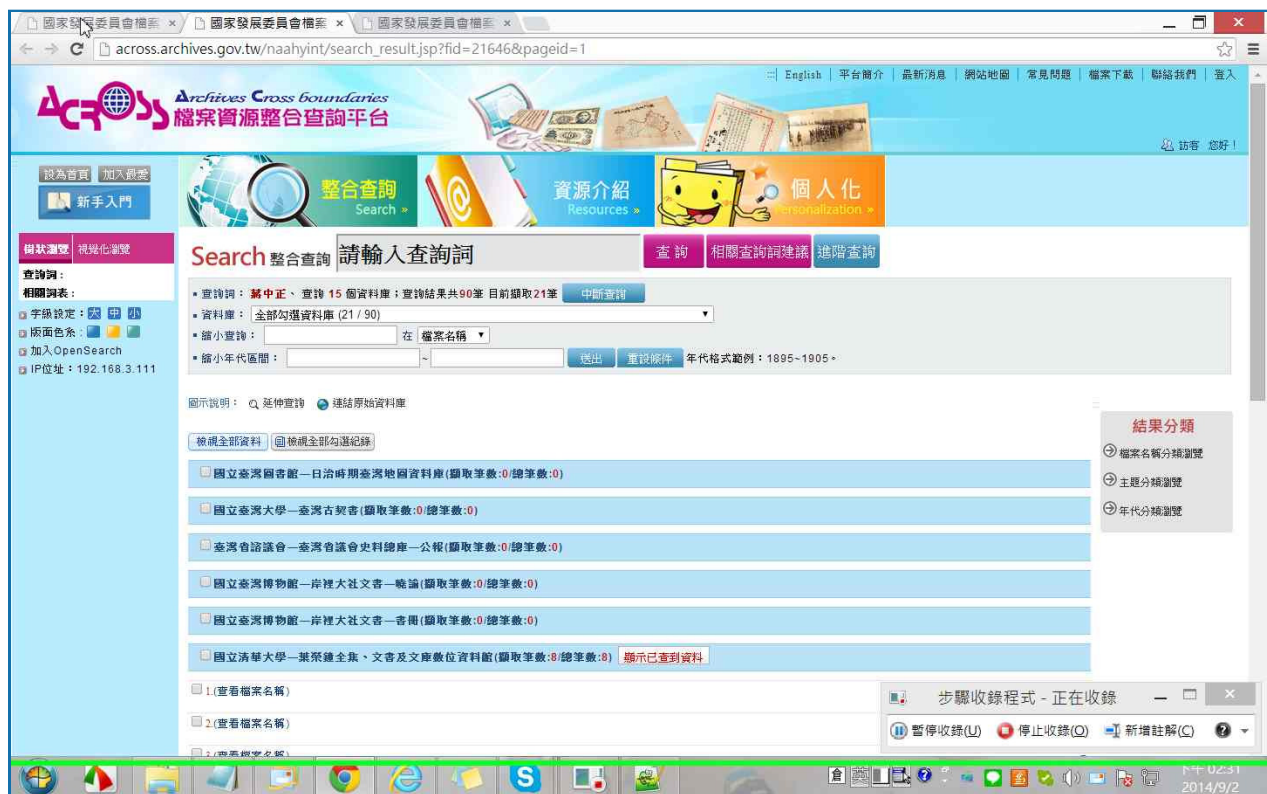 國家發展委員會檔案 × 國家發展委員會檔案 × 國家發展委員會檔案 ×
across.archives.gov.tw/naahyint/search_result.jsp?fid=21646&pageid=1
::: English | 平台簡介 | 最新消息 | 網站地圖 | 常見問題 | 檔案下載 | 聯絡我們 | 登入
ACROSS Archives Cross boundaries
檔案資源整合查詢平台
訪客 您好！
設為首頁 加入最愛
新手入門
整合查詢
Search »
資源介紹
Resources »
個人化
Personalization »
樹狀瀏覽 視覺化瀏覽
查詢詞：
相關詞表：
字級設定：大 中 小
版面色系：
加入OpenSearch
IP位址：192.168.3.111
Search 整合查詢 請輸入查詢詞 查詢 相關查詢詞建議 進階查詢
查詢詞：蔣中正、 查詢 15 個資料庫；查詢結果共90筆 目前擷取21筆 中斷查詢
資料庫： 全部勾選資料庫 (21 / 90)
縮小查詢： 在 檔案名稱
縮小年代區間： ~ 送出 重設條件 年代格式範例：1895~1905。
圖示說明： 延伸查詢 連結原始資料庫
檢視全部資料 檢視全部勾選紀錄
國立臺灣圖書館—日治時期臺灣地圖資料庫(擷取筆數:0/總筆數:0)
國立臺灣大學—臺灣古契書(擷取筆數:0/總筆數:0)
臺灣省諮議會—臺灣省議會史料總庫—公報(擷取筆數:0/總筆數:0)
國立臺灣博物館—岸裡大社文書—曉諭(擷取筆數:0/總筆數:0)
國立臺灣博物館—岸裡大社文書—書冊(擷取筆數:0/總筆數:0)
國立清華大學—葉榮鐘全集、文書及文庫數位資料館(擷取筆數:8/總筆數:8) 顯示已查到資料
1.(查看檔案名稱)
2.(查看檔案名稱)
3.(查看檔案名稱)
結果分類
檔案名稱分類瀏覽
主題分類瀏覽
年代分類瀏覽
步驟收錄程式 - 正在收錄
暫停收錄(U) 停止收錄(O) 新增註解(C)
倉 英
下午 02:31
2014/9/2